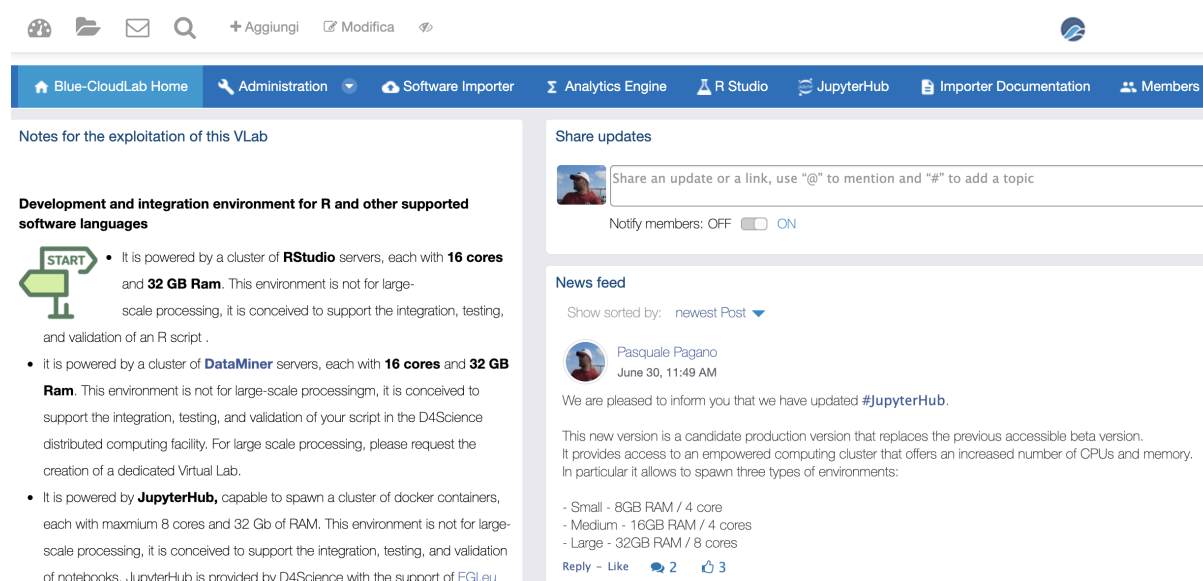 Aggiungi Modifica
Blue-CloudLab Home Administration Software Importer Analytics Engine R Studio JupyterHub Importer Documentation Members
Notes for the exploitation of this VLab
Development and integration environment for R and other supported
software languages
START
• It is powered by a cluster of RStudio servers, each with 16 cores
and 32 GB Ram. This environment is not for large-
scale processing, it is conceived to support the integration, testing,
and validation of an R script .
• it is powered by a cluster of DataMiner servers, each with 16 cores and 32 GB
Ram. This environment is not for large-scale processingm, it is conceived to
support the integration, testing, and validation of your script in the D4Science
distributed computing facility. For large scale processing, please request the
creation of a dedicated Virtual Lab.
• It is powered by JupyterHub, capable to spawn a cluster of docker containers,
each with maxmium 8 cores and 32 Gb of RAM. This environment is not for large-
scale processing, it is conceived to support the integration, testing, and validation
of notebooks. JupyterHub is provided by D4Science with the support of EGI.eu
Share updates
Share an update or a link, use “@” to mention and “#” to add a topic
Notify members: OFF ON
News feed
Show sorted by: newest Post
Pasquale Pagano
June 30, 11:49 AM
We are pleased to inform you that we have updated #JupyterHub.
This new version is a candidate production version that replaces the previous accessible beta version.
It provides access to an empowered computing cluster that offers an increased number of CPUs and memory.
In particular it allows to spawn three types of environments:
- Small - 8GB RAM / 4 core
- Medium - 16GB RAM / 4 cores
- Large - 32GB RAM / 8 cores
Reply - Like 2 3